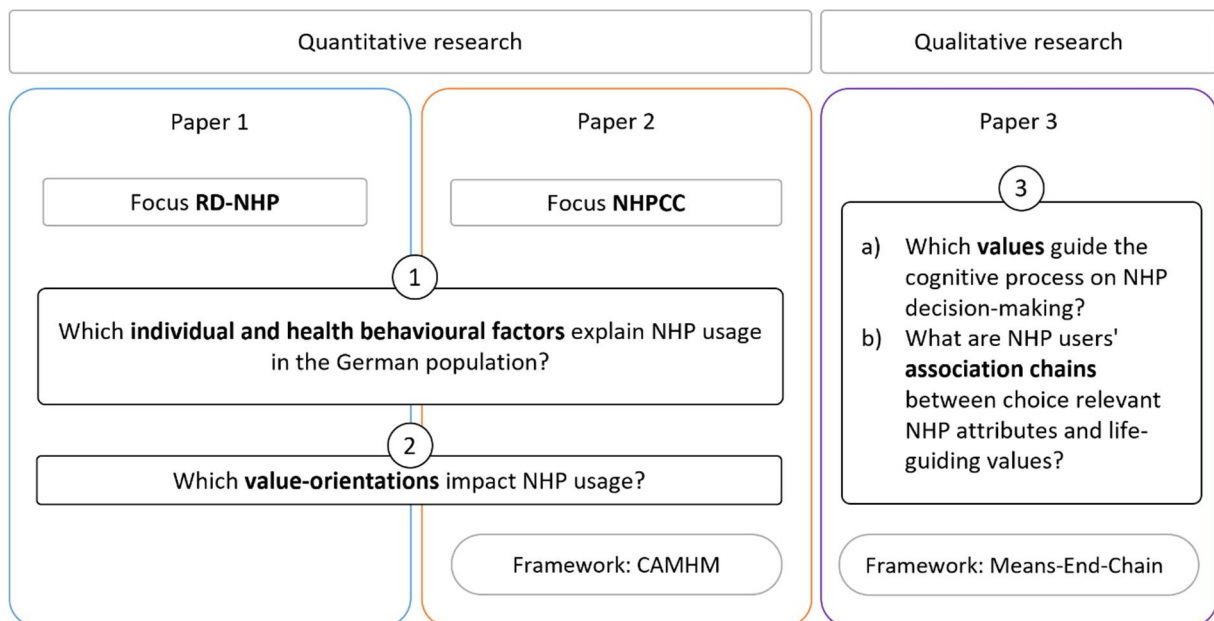 Quantitative research
Qualitative research
Paper 1
Paper 2
Paper 3
Focus RD-NHP
Focus NHPCC
1
Which individual and health behavioural factors explain NHP usage
in the German population?
2
Which value-orientations impact NHP usage?
Framework: CAMHM
3
a) Which values guide the
cognitive process on NHP
decision-making?
b) What are NHP users'
association chains
between choice relevant
NHP attributes and life-
guiding values?
Framework: Means-End-Chain